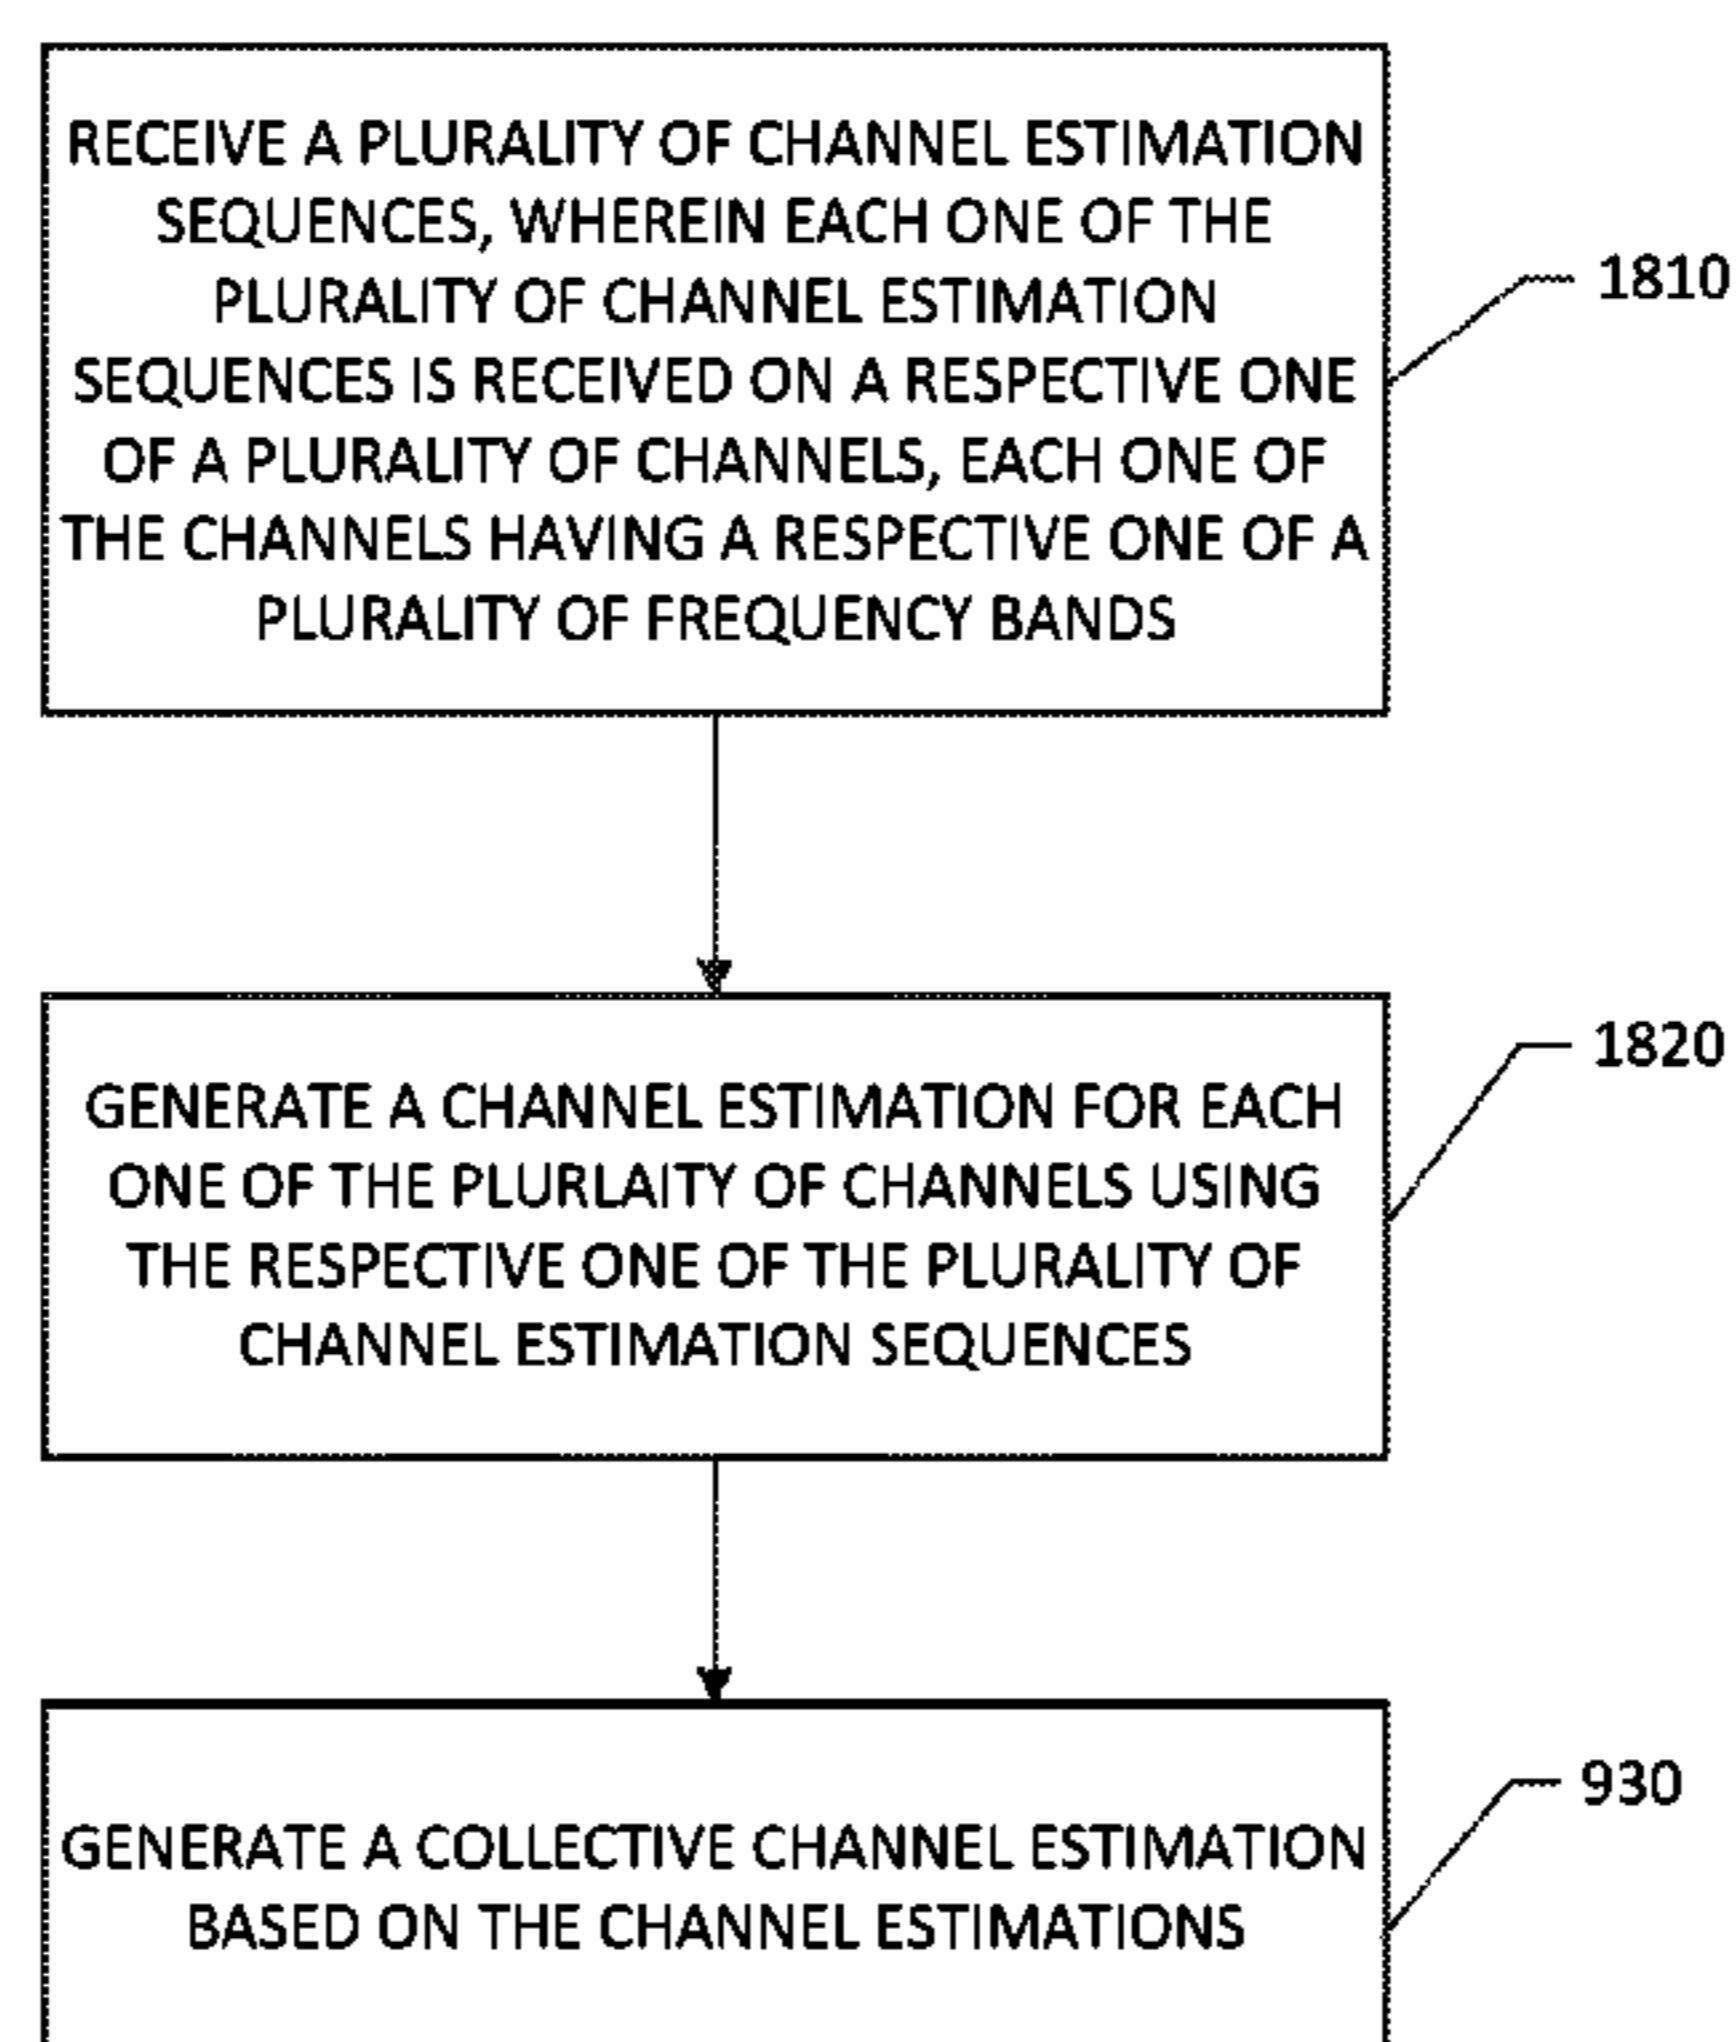 RECEIVE A PLURALITY OF CHANNEL ESTIMATION
SEQUENCES, WHEREIN EACH ONE OF THE
PLURALITY OF CHANNEL ESTIMATION
SEQUENCES IS RECEIVED ON A RESPECTIVE ONE
OF A PLURALITY OF CHANNELS, EACH ONE OF
THE CHANNELS HAVING A RESPECTIVE ONE OF A
PLURALITY OF FREQUENCY BANDS
1810
GENERATE A CHANNEL ESTIMATION FOR EACH
ONE OF THE PLURLAITY OF CHANNELS USING
THE RESPECTIVE ONE OF THE PLURALITY OF
CHANNEL ESTIMATION SEQUENCES
1820
GENERATE A COLLECTIVE CHANNEL ESTIMATION
BASED ON THE CHANNEL ESTIMATIONS
930